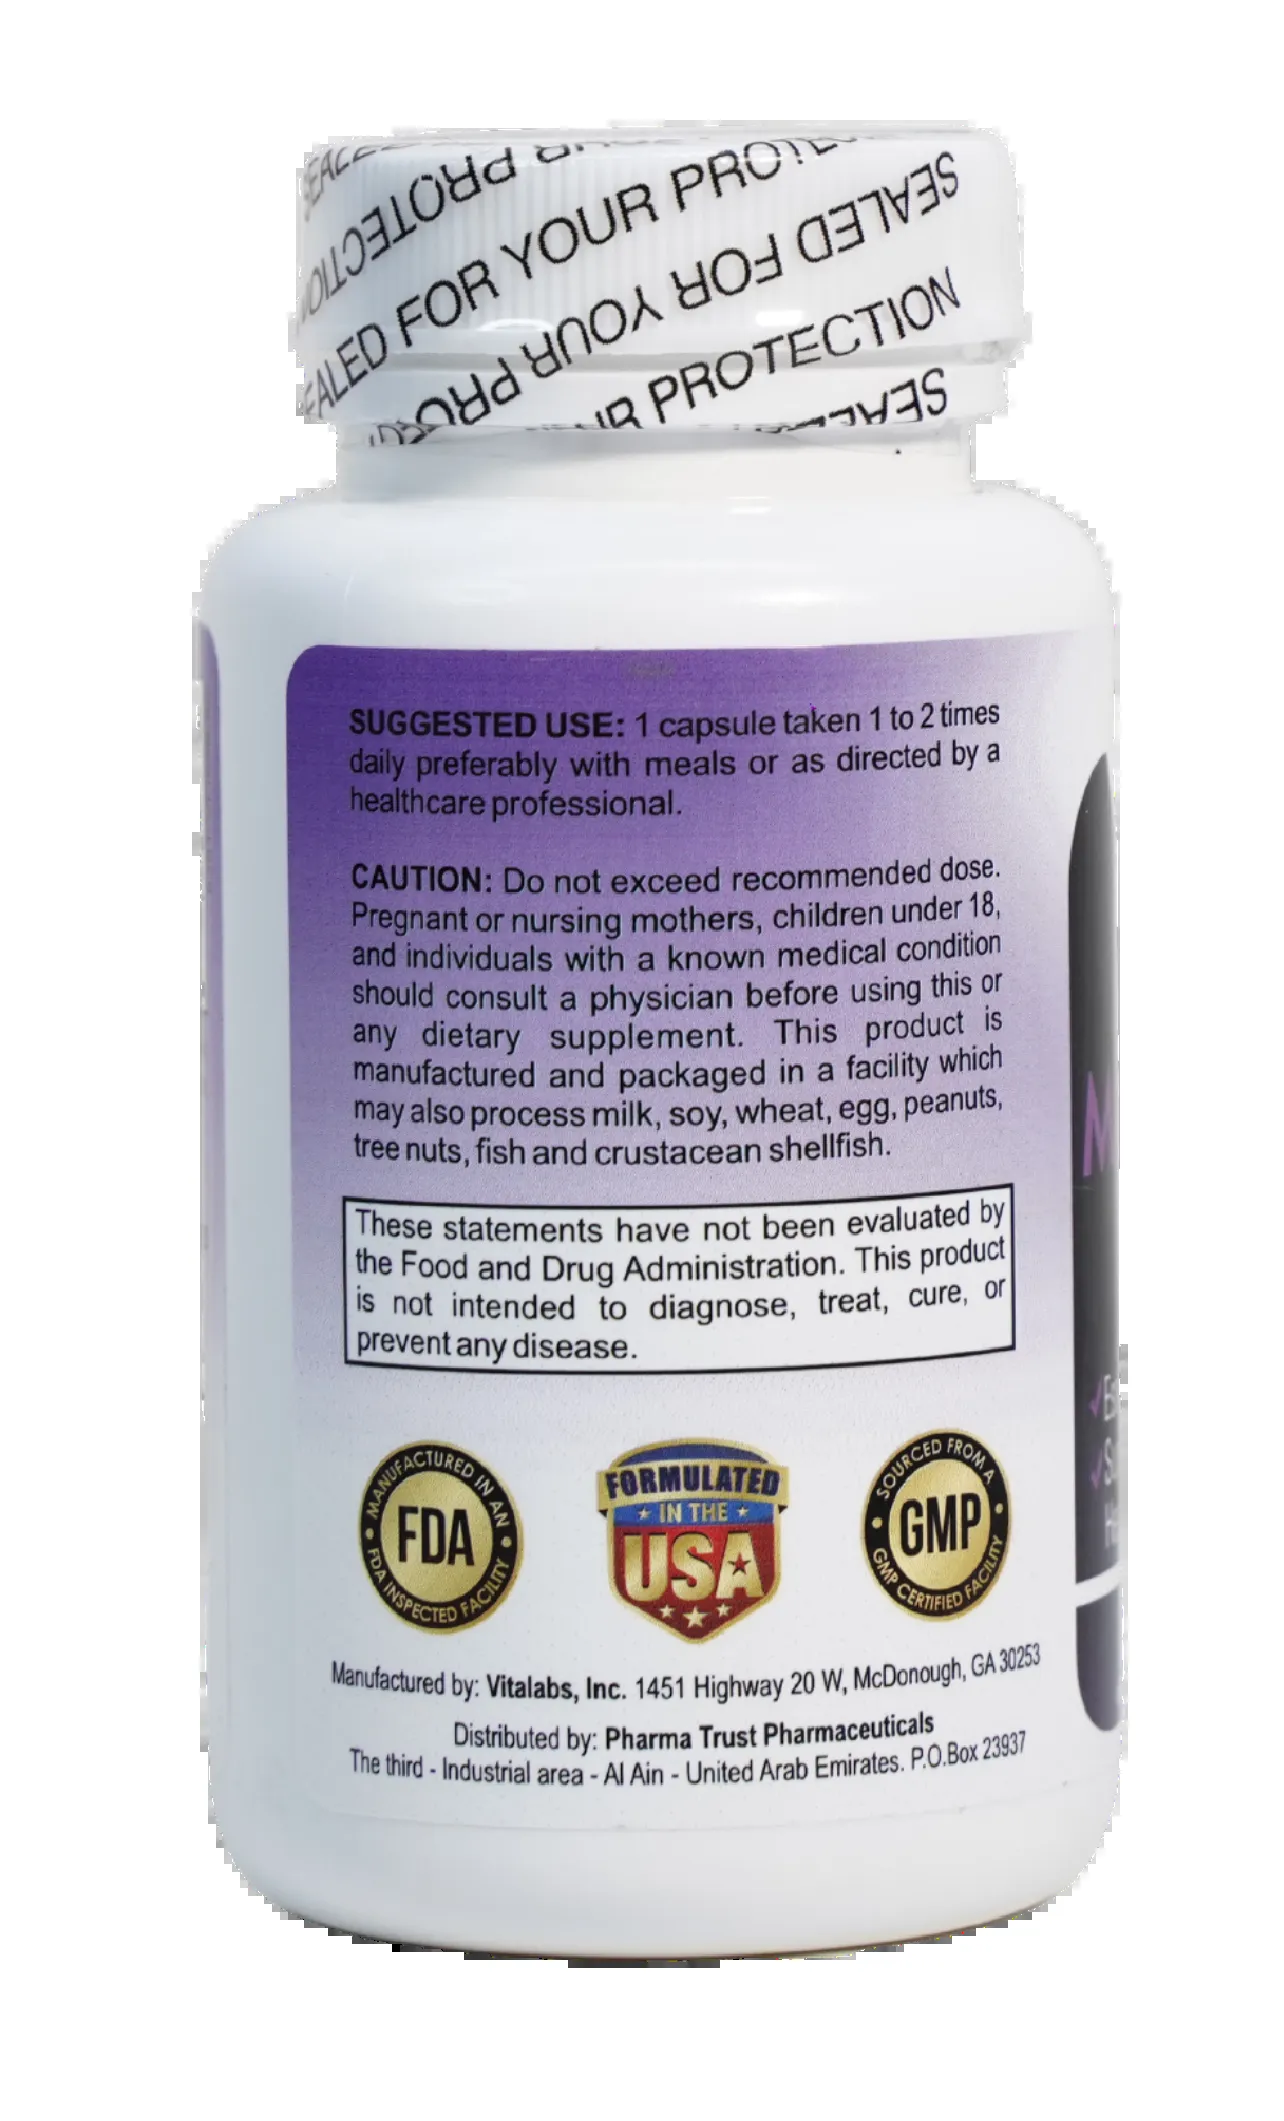 PROTECTION
SEALED FOR YOUR
FOR YOUR
SEALED FOR YOUR
PROTECTION
SUGGESTED USE: 1 capsule taken 1 to 2 times
daily preferably with meals or as directed by a
healthcare professional.
CAUTION: Do not exceed recommended dose.
Pregnant or nursing mothers, children under 18,
and individuals with a known medical condition
should consult a physician before using this or
any dietary supplement. This product is
manufactured and packaged in a facility which
may also process milk, soy, wheat, egg, peanuts,
tree nuts, fish and crustacean shellfish.
These statements have not been evaluated by
the Food and Drug Administration. This product
is not intended to diagnose, treat, cure, or
prevent any disease.
MANUFACTURED IN AN
FDA
FDA INSPECTED FACILITY
FORMULATED
IN THE
USA
SOURCED FROM A
GMP
GMP CERTIFIED FACILITY
Manufactured by: Vitalabs, Inc. 1451 Highway 20 W, McDonough, GA 30253
Distributed by: Pharma Trust Pharmaceuticals
The third - Industrial area - Al Ain - United Arab Emirates. P.O.Box 23937